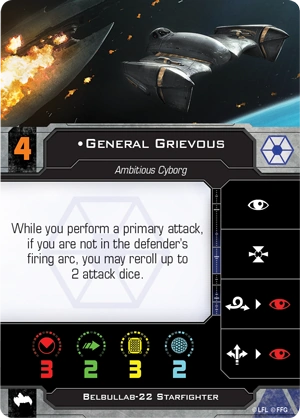 4
•General Grievous
Ambitious Cyborg
While you perform a primary attack,
if you are not in the defender's
firing arc, you may reroll up to
2 attack dice.
3 2 3 2
Belbullab-22 Starfighter
©LFL ©FFG